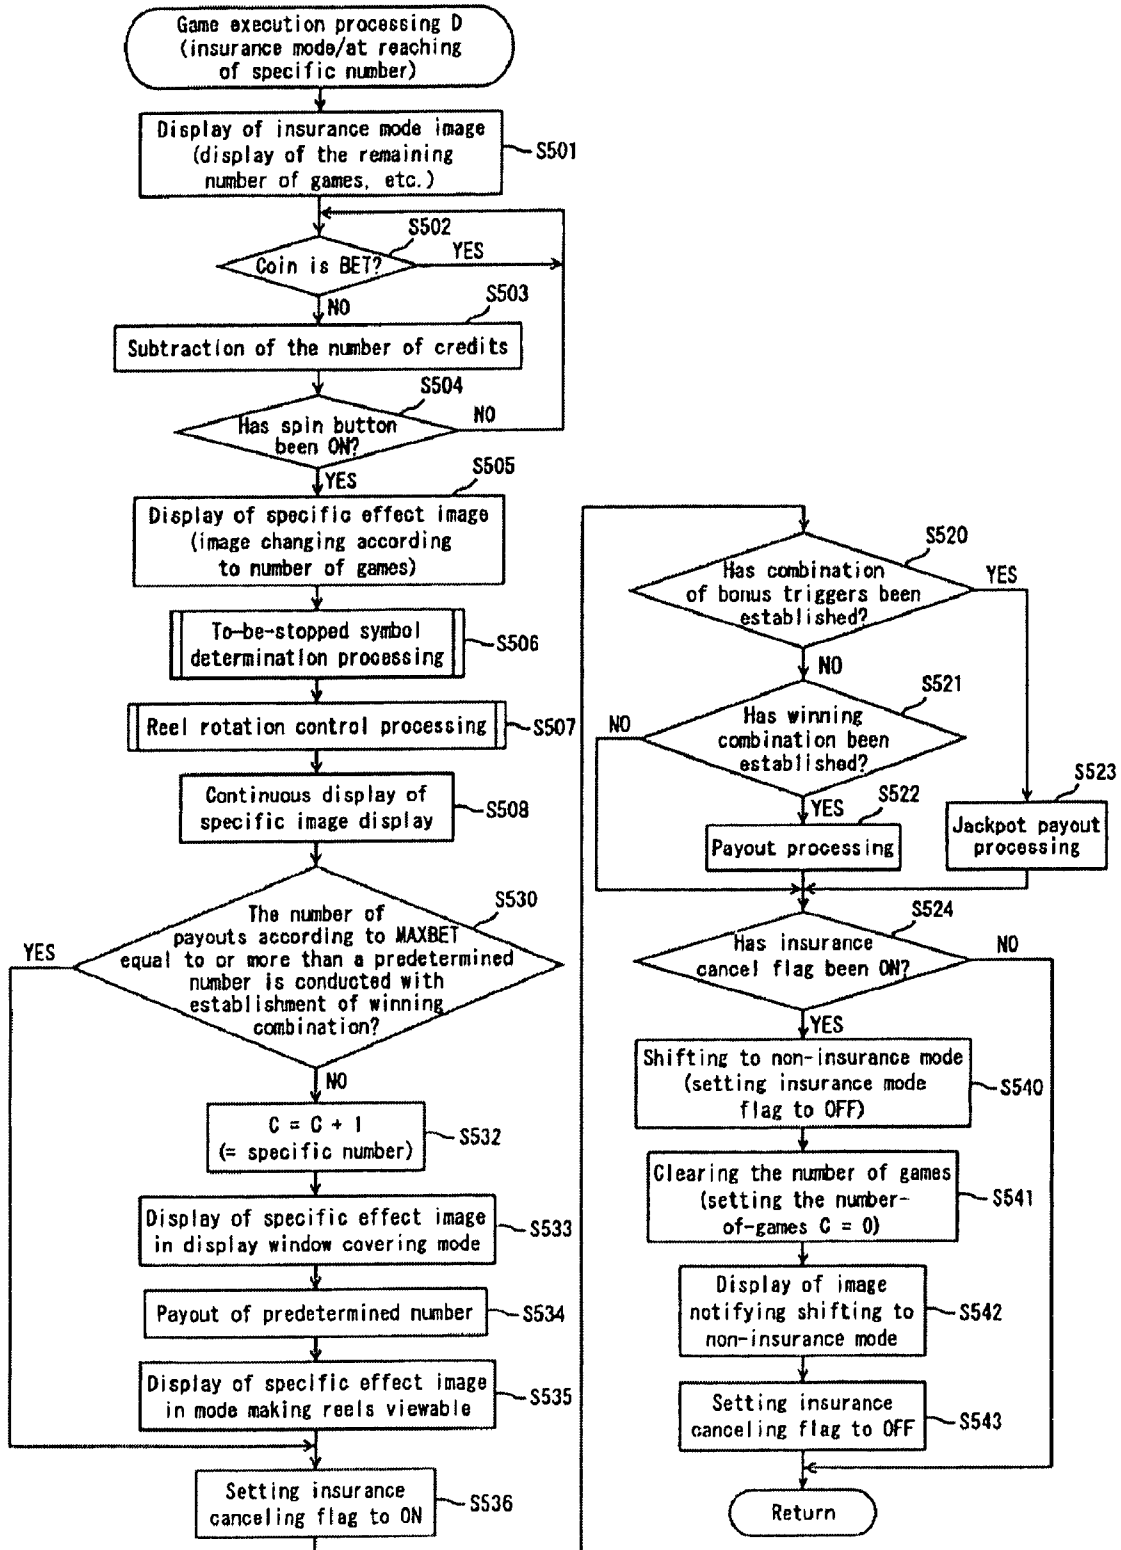 Game execution processing D
(insurance mode/at reaching
of specific number)
Display of insurance mode image
(display of the remaining
number of games, etc.)
S501
S502
Coin is BET?
YES
NO
S503
Subtraction of the number of credits
S504
Has spin button
been ON?
NO
YES
S505
Display of specific effect image
(image changing according
to number of games)
To-be-stopped symbol
determination processing
S506
Reel rotation control processing
S507
Continuous display of
specific image display
S508
S530
The number of
payouts according to MAXBET
equal to or more than a predetermined
number is conducted with
establishment of winning
combination?
YES
NO
C = C + 1
(= specific number)
S532
Display of specific effect image
in display window covering mode
S533
Payout of predetermined number
S534
Display of specific effect image
in mode making reels viewable
S535
Setting insurance
canceling flag to ON
S536
S520
Has combination
of bonus triggers been
established?
YES
NO
S521
Has winning
combination been
established?
NO
YES
S522
Payout processing
S523
Jackpot payout
processing
S524
Has insurance
cancel flag been ON?
NO
YES
Shifting to non-insurance mode
(setting insurance mode
flag to OFF)
S540
Clearing the number of games
(setting the number-
of-games C = 0)
S541
Display of image
notifying shifting to
non-insurance mode
S542
Setting insurance
canceling flag to OFF
S543
Return